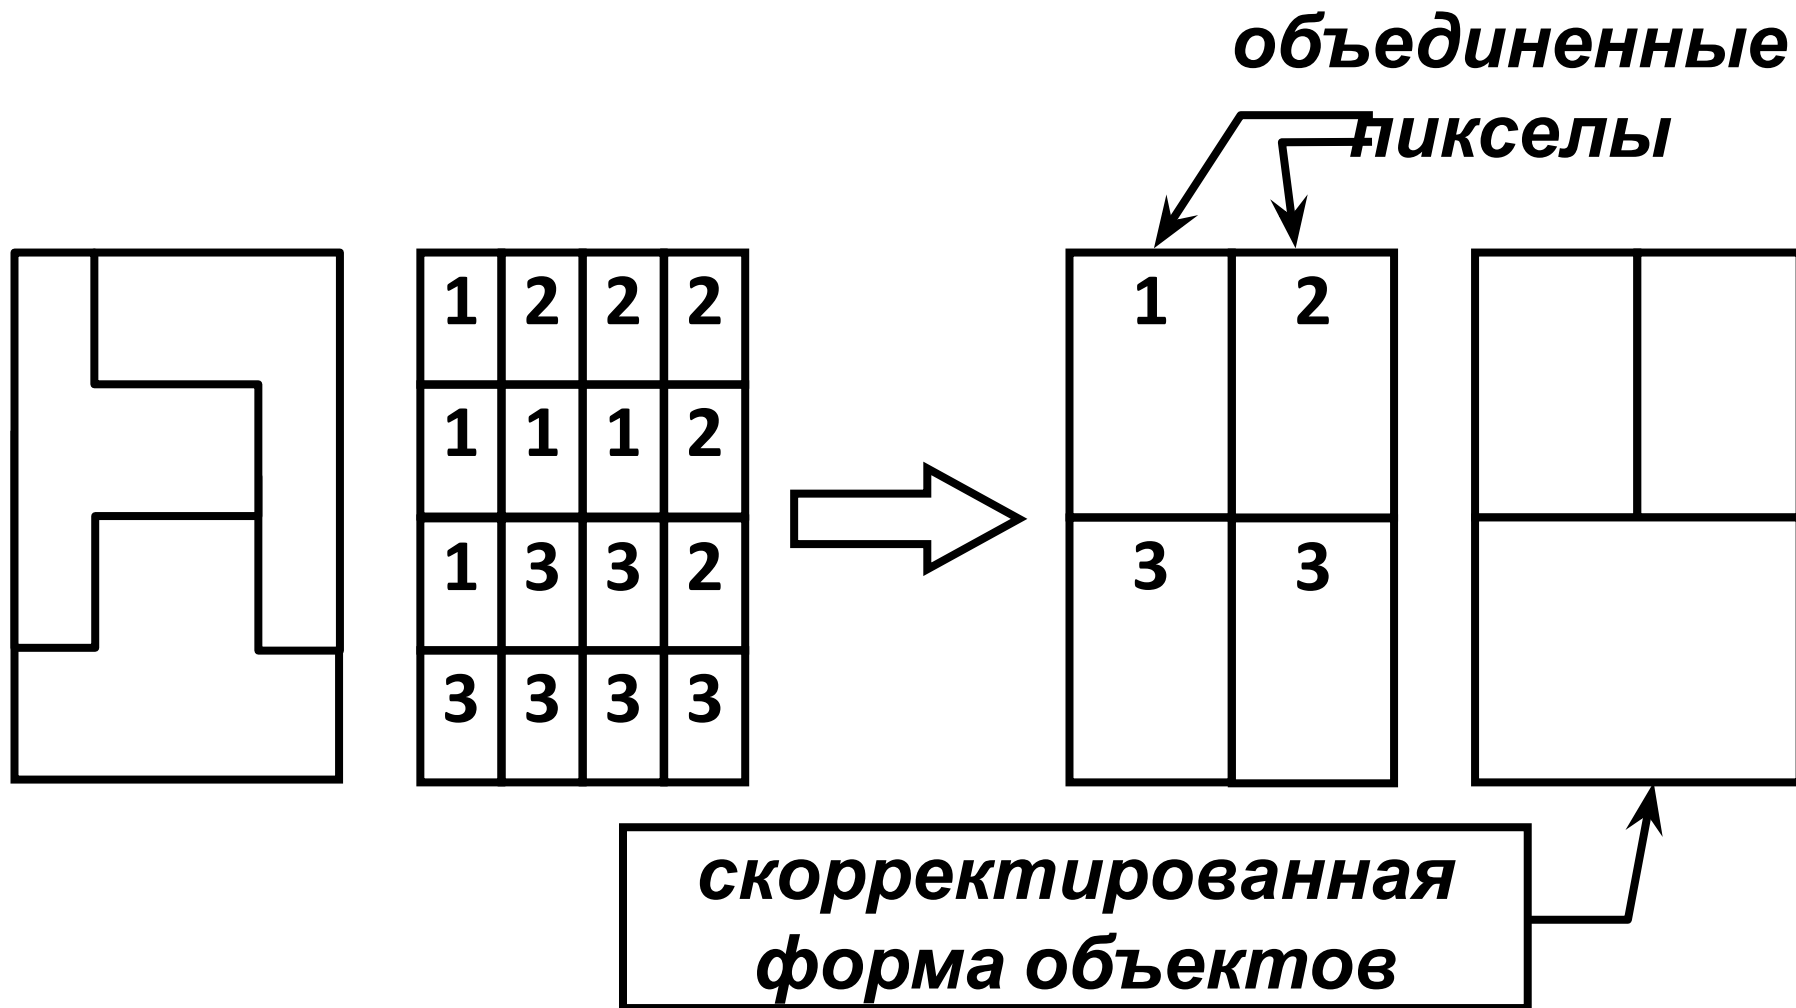 объединенные
пикселы
1 2 2 2
1 1 1 2
1 3 3 2
3 3 3 3
1 2
3 3
скорректированная
форма объектов